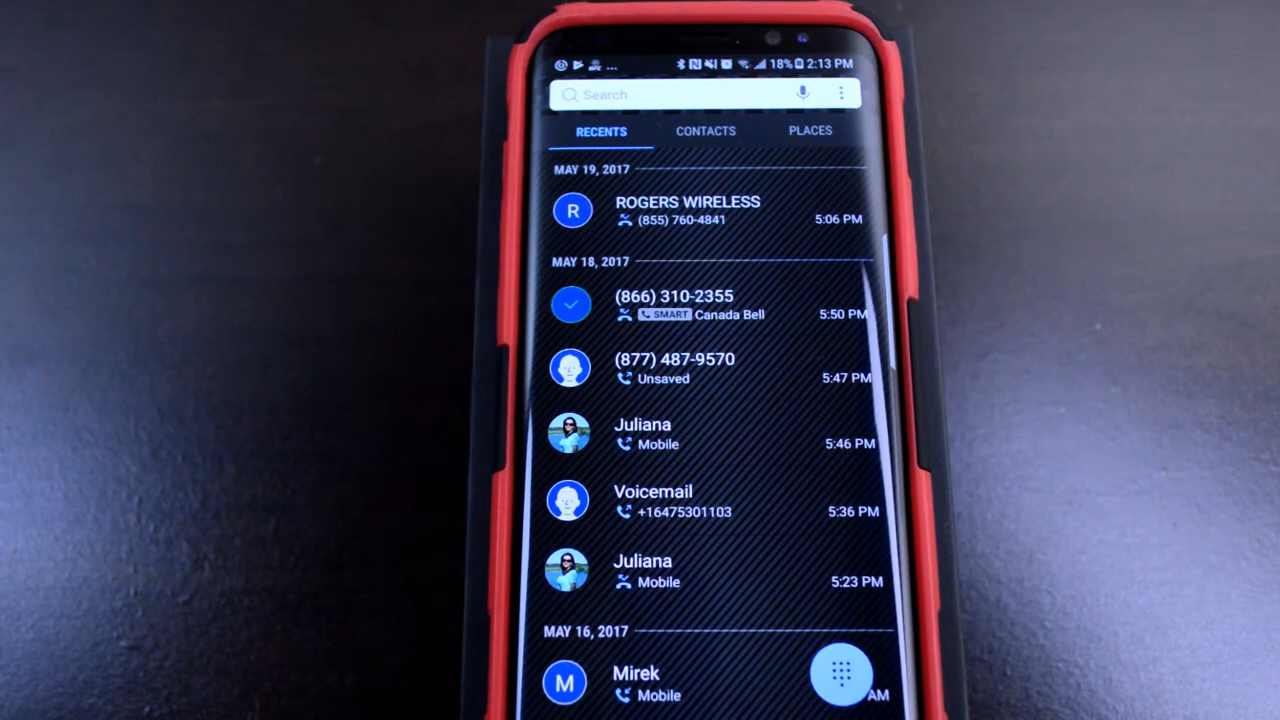 18% 2:13 PM
Search
RECENTS CONTACTS PLACES
MAY 19, 2017
R
ROGERS WIRELESS
(855) 760-4841 5:06 PM
MAY 18, 2017
(866) 310-2355
SMART Canada Bell 5:50 PM
(877) 487-9570
Unsaved 5:47 PM
Juliana
Mobile 5:46 PM
Voicemail
+16475301103 5:36 PM
Juliana
Mobile 5:23 PM
MAY 16, 2017
M
Mirek
Mobile AM